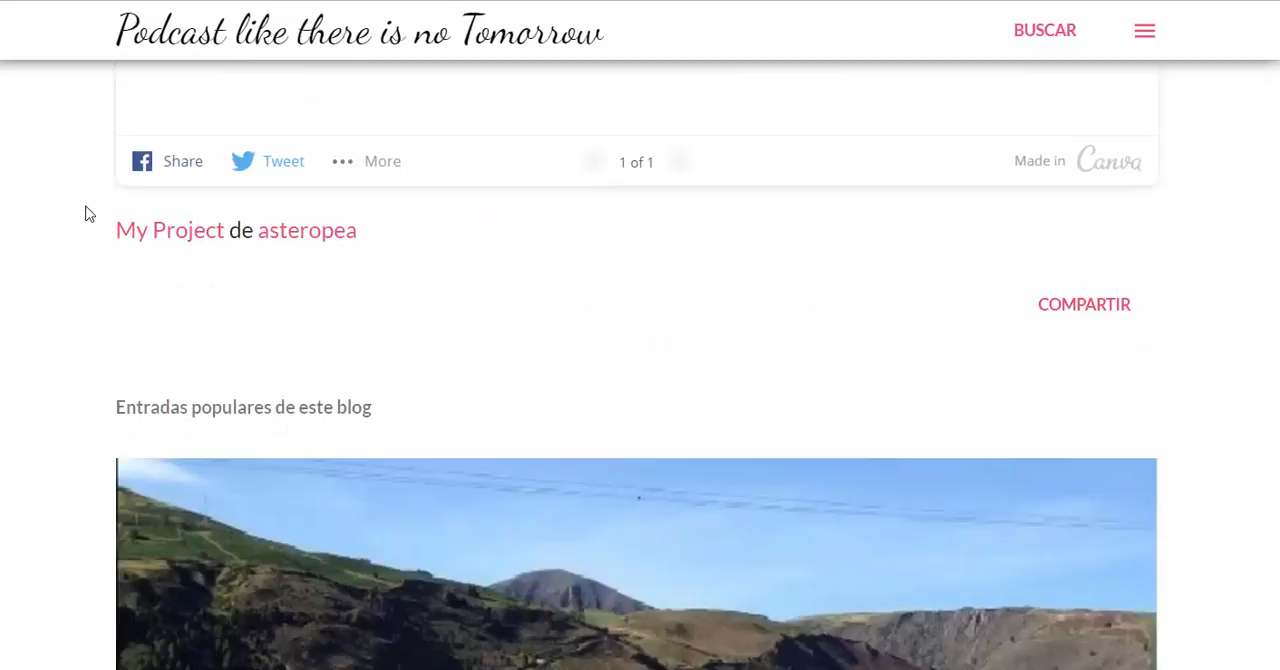 Podcast like there is no Tomorrow
BUSCAR
Share
Tweet
More
1 of 1
Made in Canva
My Project de asteropea
COMPARTIR
Entradas populares de este blog